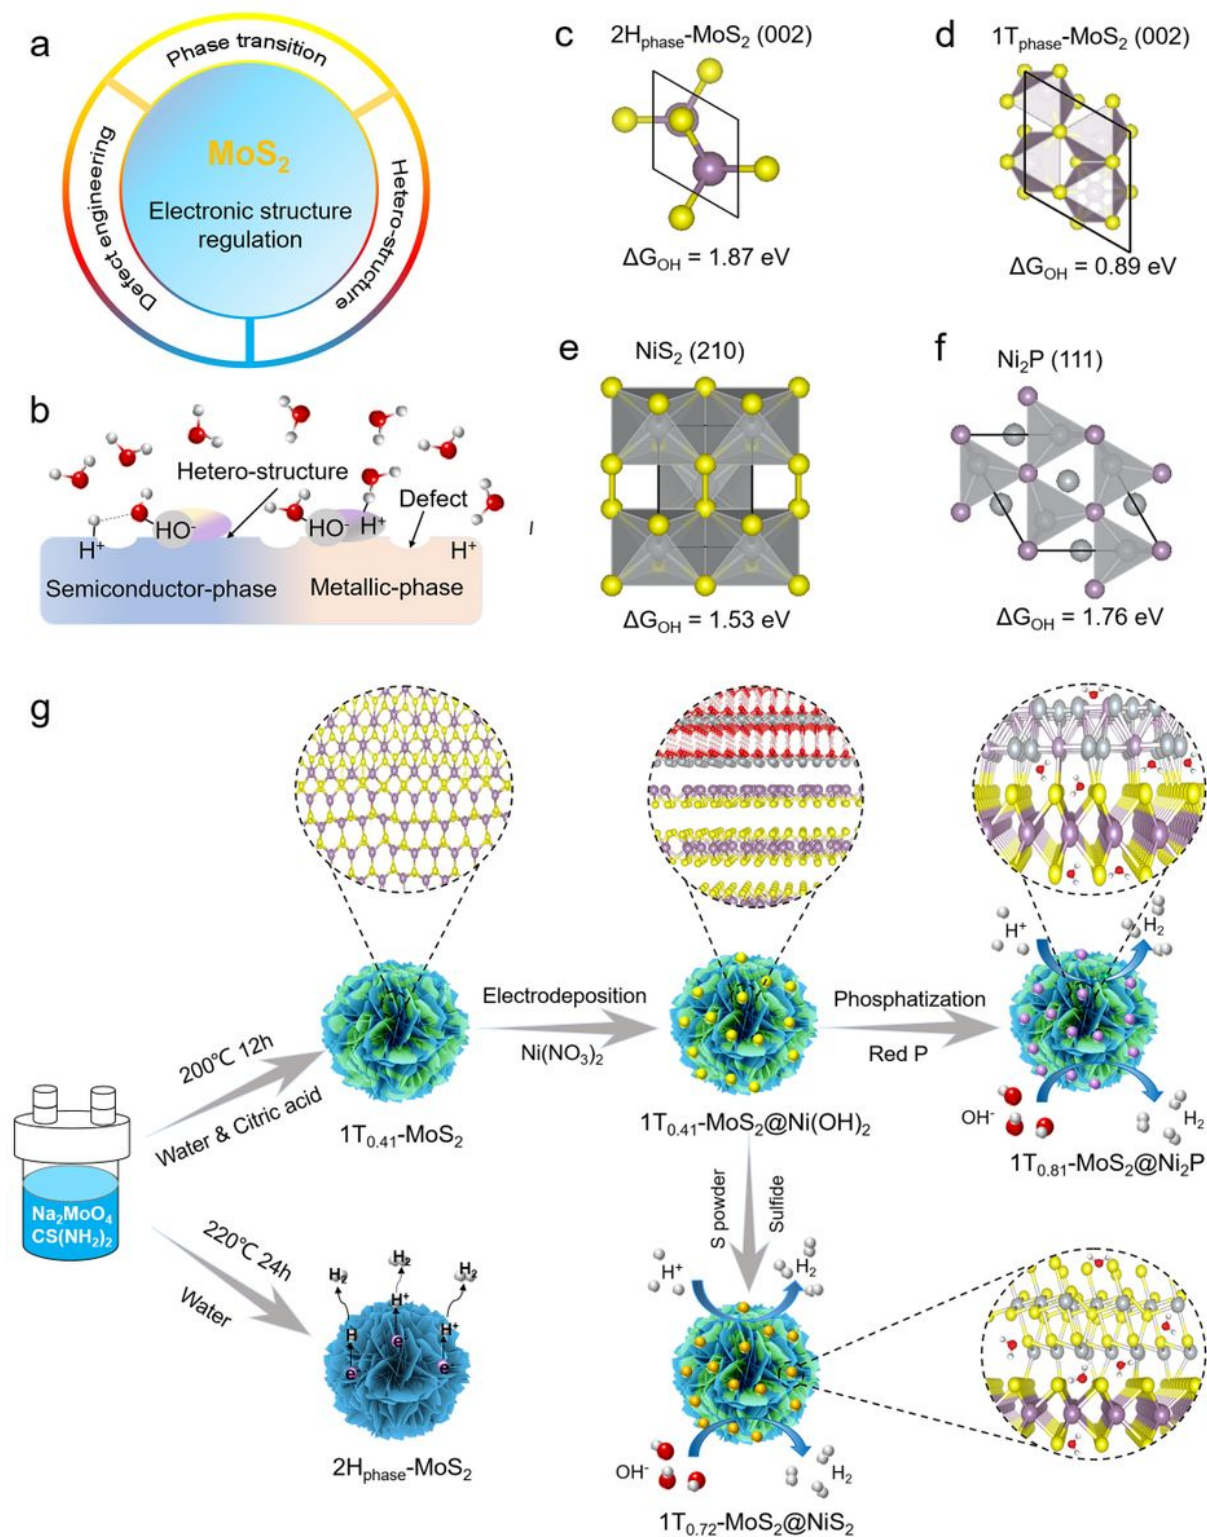 a
Phase transition
Defect engineering
Hetero-structure
MoS₂
Electronic structure
regulation
b
Hetero-structure
Defect
HO⁻
HO⁻
H⁺
H⁺
H⁺
I
Semiconductor-phase
Metallic-phase
c
2Hₚₕₐₛₑ-MoS₂ (002)
ΔG_OH = 1.87 eV
d
1Tₚₕₐₛₑ-MoS₂ (002)
ΔG_OH = 0.89 eV
e
NiS₂ (210)
ΔG_OH = 1.53 eV
f
Ni₂P (111)
ΔG_OH = 1.76 eV
g
Na₂MoO₄
CS(NH₂)₂
200℃ 12h
Water & Citric acid
1T₀.₄₁-MoS₂
Electrodeposition
Ni(NO₃)₂
1T₀.₄₁-MoS₂@Ni(OH)₂
Phosphatization
Red P
H⁺
H₂
OH⁻
H₂
1T₀.₈₁-MoS₂@Ni₂P
220℃ 24h
Water
H₂
H₂
H₂
H
H⁺
H⁺
e
e
e
2Hₚₕₐₛₑ-MoS₂
S powder
Sulfide
H⁺
H₂
OH⁻
H₂
1T₀.₇₂-MoS₂@NiS₂